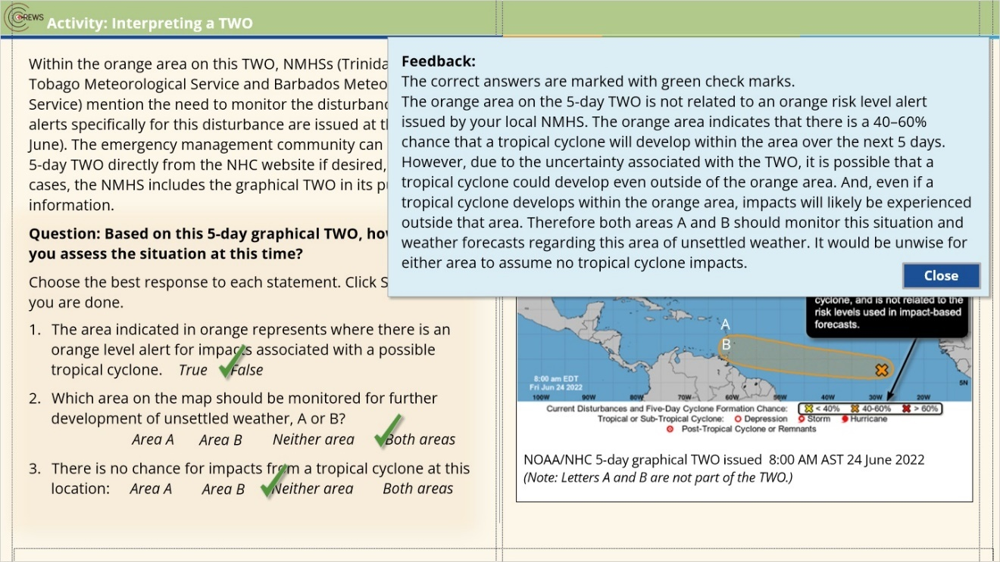 CREWS
Activity: Interpreting a TWO
Within the orange area on this TWO, NMHSs (Trinida
Tobago Meteorological Service and Barbados Meteo
Service) mention the need to monitor the disturbanc
alerts specifically for this disturbance are issued at t
June). The emergency management community can
5-day TWO directly from the NHC website if desired,
cases, the NMHS includes the graphical TWO in its p
information.
Question: Based on this 5-day graphical TWO, how
you assess the situation at this time?
Choose the best response to each statement. Click S
you are done.
1. The area indicated in orange represents where there is an
orange level alert for impacts associated with a possible
tropical cyclone. True False
2. Which area on the map should be monitored for further
development of unsettled weather, A or B?
Area A Area B Neither area Both areas
3. There is no chance for impacts from a tropical cyclone at this
location: Area A Area B Neither area Both areas
Feedback:
The correct answers are marked with green check marks.
The orange area on the 5-day TWO is not related to an orange risk level alert
issued by your local NMHS. The orange area indicates that there is a 40–60%
chance that a tropical cyclone will develop within the area over the next 5 days.
However, due to the uncertainty associated with the TWO, it is possible that a
tropical cyclone could develop even outside of the orange area. And, even if a
tropical cyclone develops within the orange area, impacts will likely be experienced
outside that area. Therefore both areas A and B should monitor this situation and
weather forecasts regarding this area of unsettled weather. It would be unwise for
either area to assume no tropical cyclone impacts.
Close
cyclone, and is not related to the
risk levels used in impact-based
forecasts.
A
B
8:00 am EDT
Fri Jun 24 2022
5N
100W 90W 80W 70W 60W 40W 30W 20W
Current Disturbances and Five-Day Cyclone Formation Chance: < 40% 40-60% > 60%
Tropical or Sub-Tropical Cyclone: Depression Storm Hurricane
Post-Tropical Cyclone or Remnants
NOAA/NHC 5-day graphical TWO issued 8:00 AM AST 24 June 2022
(Note: Letters A and B are not part of the TWO.)